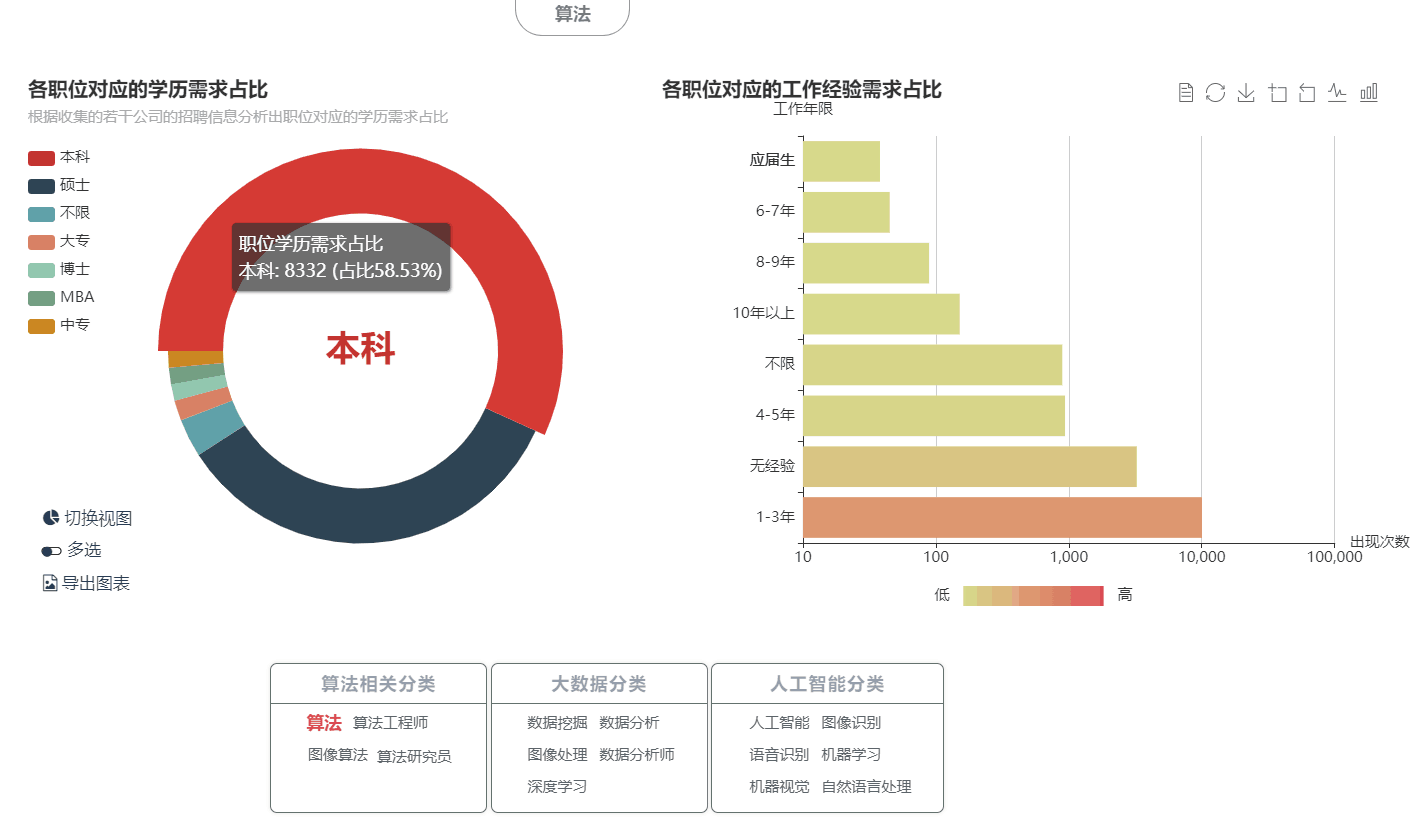 算法
各职位对应的学历需求占比
根据收集的若干公司的招聘信息分析出职位对应的学历需求占比
本科
硕士
不限
大专
博士
MBA
中专
职位学历需求占比
本科: 8332 (占比58.53%)
本科
切换视图
多选
导出图表
各职位对应的工作经验需求占比
工作年限
应届生
6-7年
8-9年
10年以上
不限
4-5年
无经验
1-3年
10 100 1,000 10,000 100,000
出现次数
低 高
算法相关分类
算法 算法工程师
图像算法 算法研究员
大数据分类
数据挖掘 数据分析
图像处理 数据分析师
深度学习
人工智能分类
人工智能 图像识别
语音识别 机器学习
机器视觉 自然语言处理